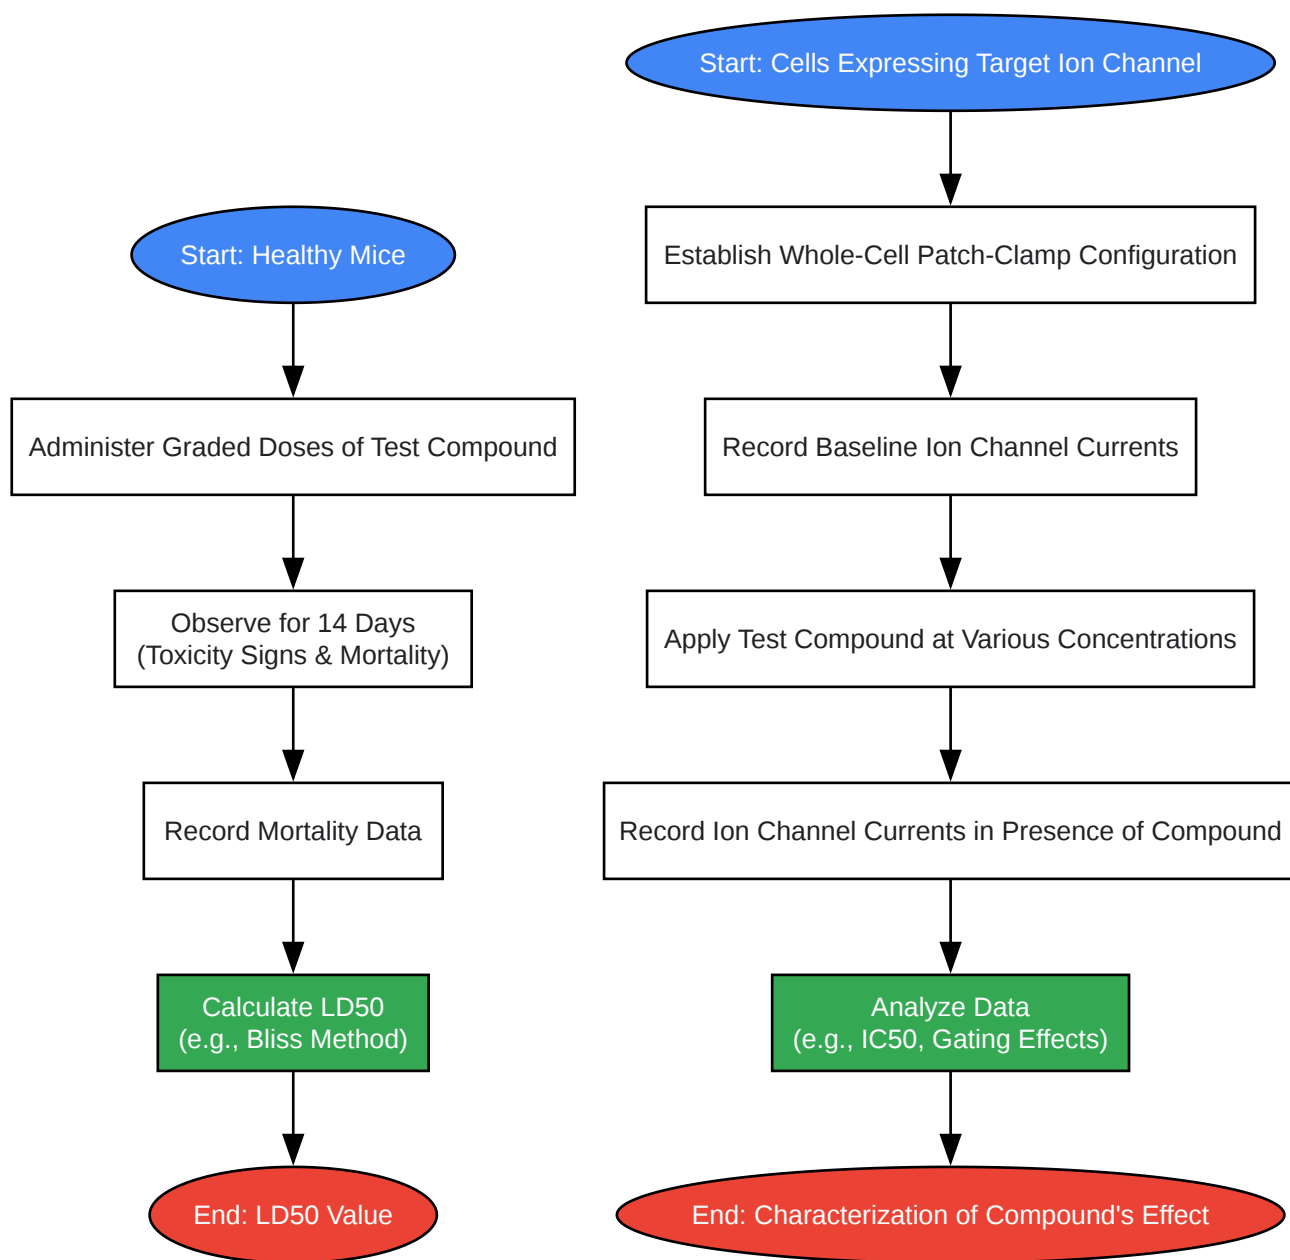 Start: Healthy Mice
Administer Graded Doses of Test Compound
Observe for 14 Days
(Toxicity Signs & Mortality)
Record Mortality Data
Calculate LD50
(e.g., Bliss Method)
End: LD50 Value
Start: Cells Expressing Target Ion Channel
Establish Whole-Cell Patch-Clamp Configuration
Record Baseline Ion Channel Currents
Apply Test Compound at Various Concentrations
Record Ion Channel Currents in Presence of Compound
Analyze Data
(e.g., IC50, Gating Effects)
End: Characterization of Compound's Effect